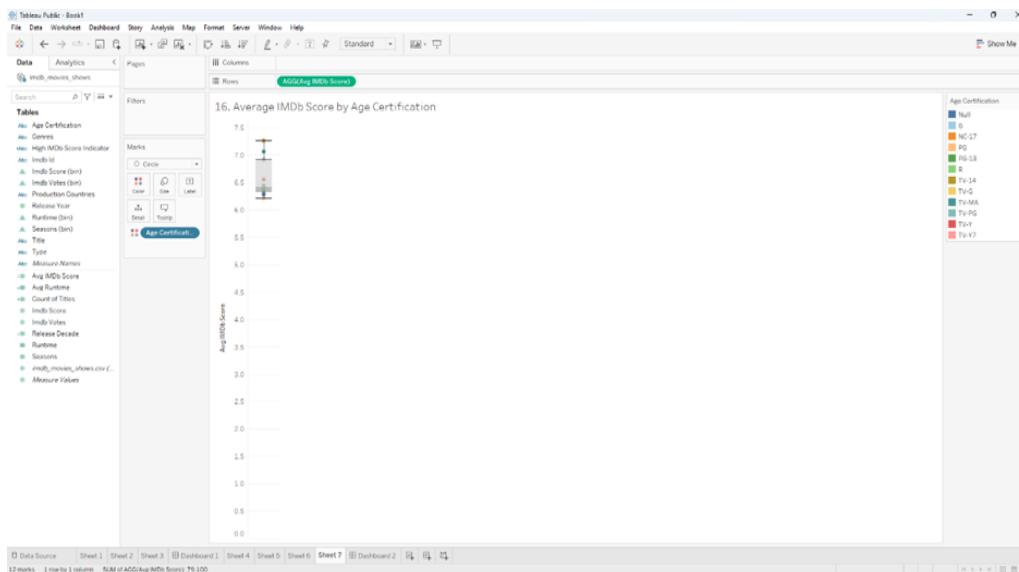 Tableau Public - Book1
File Data Worksheet Dashboard Story Analysis Map Format Server Window Help
Standard
Show Me
Data Analytics
imdb_movies_shows
Search
Tables
Abc Age Certification
Abc Genres
High IMDb Score Indicator
Abc Imdb Id
Imdb Score (bin)
Imdb Votes (bin)
Abc Production Countries
Release Year
Runtime (bin)
Seasons (bin)
Abc Title
Abc Type
Abc Measure Names
Avg IMDb Score
Avg Runtime
Count of Titles
Imdb Score
Imdb Votes
Release Decade
Runtime
Seasons
imdb_movies_shows.csv (...
Measure Values
Pages
Filters
Marks
Circle
Color Size Label
Detail Tooltip
Age Certificati..
Columns
Rows AGG(Avg IMDb Score)
16. Average IMDb Score by Age Certification
7.5
7.0
6.5
6.0
5.5
5.0
4.5
4.0
3.5
3.0
2.5
2.0
1.5
1.0
0.5
0.0
Avg IMDb Score
Age Certification
Null
G
NC-17
PG
PG-13
R
TV-14
TV-G
TV-MA
TV-PG
TV-Y
TV-Y7
Data Source Sheet 1 Sheet 2 Sheet 3 Dashboard 1 Sheet 4 Sheet 5 Sheet 6 Sheet 7 Dashboard 2
12 marks 1 row by 1 column SUM of AGG(Avg IMDb Score): 79.100